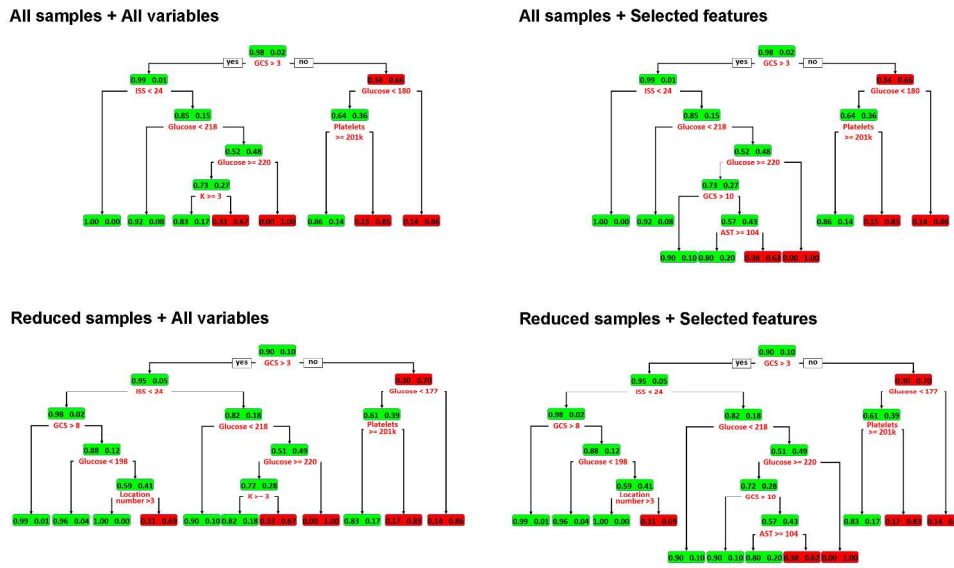 All samples + All variables
0.98 0.02
yes GCS > 3 no
0.99 0.01
ISS < 24
0.34 0.66
Glucose < 180
0.85 0.15
Glucose < 218
0.64 0.36
Platelets
>= 201k
0.52 0.48
Glucose >= 220
0.73 0.27
K >= 3
1.00 0.00
0.92 0.08
0.83 0.17
0.33 0.67
0.00 1.00
0.86 0.14
0.15 0.85
0.14 0.86
All samples + Selected features
0.98 0.02
yes GCS > 3 no
0.99 0.01
ISS < 24
0.34 0.66
Glucose < 180
0.85 0.15
Glucose < 218
0.64 0.36
Platelets
>= 201k
0.52 0.48
Glucose >= 220
0.73 0.27
GCS > 10
1.00 0.00
0.92 0.08
0.57 0.43
AST >= 104
0.86 0.14
0.15 0.85
0.14 0.86
0.90 0.10
0.80 0.20
0.38 0.62
0.00 1.00
Reduced samples + All variables
0.90 0.10
yes GCS > 3 no
0.95 0.05
ISS < 24
0.30 0.70
Glucose < 177
0.98 0.02
GCS > 8
0.82 0.18
Glucose < 218
0.61 0.39
Platelets
>= 201k
0.88 0.12
Glucose < 198
0.51 0.49
Glucose >= 220
0.59 0.41
Location
number >3
0.72 0.28
K >= 3
0.99 0.01
0.96 0.04
1.00 0.00
0.31 0.69
0.90 0.10
0.82 0.18
0.33 0.67
0.00 1.00
0.83 0.17
0.17 0.83
0.14 0.86
Reduced samples + Selected features
0.90 0.10
yes GCS > 3 no
0.95 0.05
ISS < 24
0.30 0.70
Glucose < 177
0.98 0.02
GCS > 8
0.82 0.18
Glucose < 218
0.61 0.39
Platelets
>= 201k
0.88 0.12
Glucose < 198
0.51 0.49
Glucose >= 220
0.59 0.41
Location
number >3
0.72 0.28
GCS > 10
0.99 0.01
0.96 0.04
1.00 0.00
0.31 0.69
0.57 0.43
AST >= 104
0.83 0.17
0.17 0.83
0.14
0.90 0.10
0.90 0.10
0.80 0.20
0.38 0.62
0.00 1.00